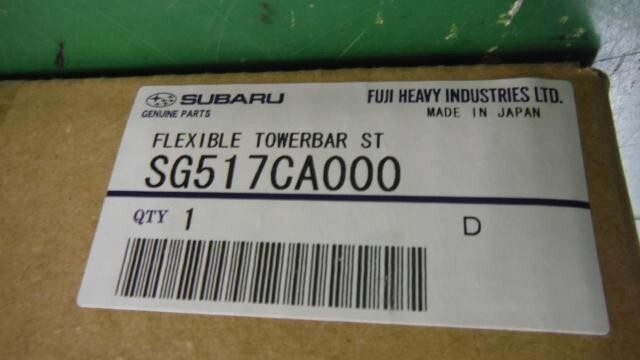 SUBARU FUJI HEAVY INDUSTRIES LTD.
GENUINE PARTS MADE IN JAPAN
FLEXIBLE TOWERBAR ST
SG517CA000
QTY 1 D